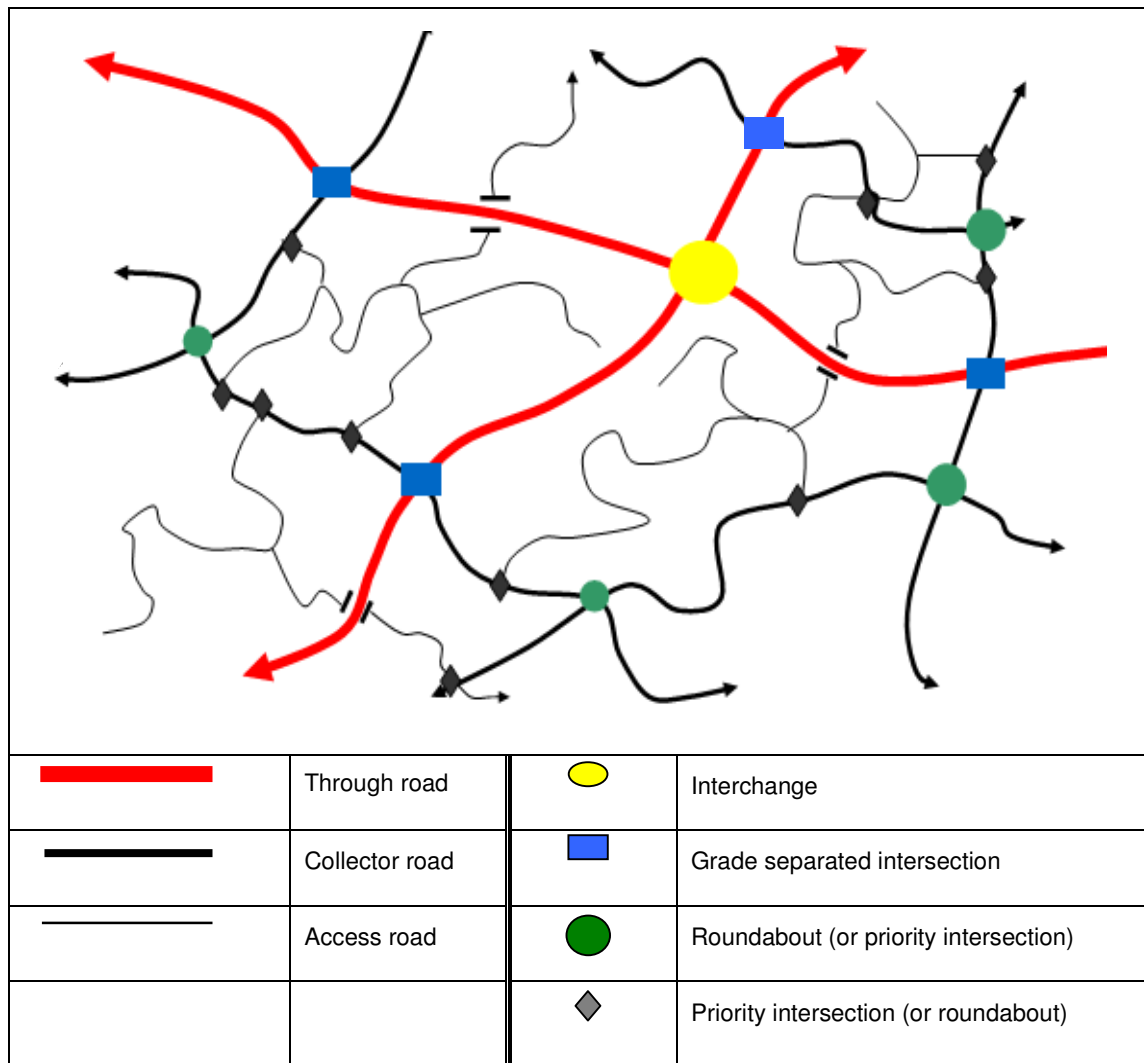 Through road
Interchange
Collector road
Grade separated intersection
Access road
Roundabout (or priority intersection)
Priority intersection (or roundabout)